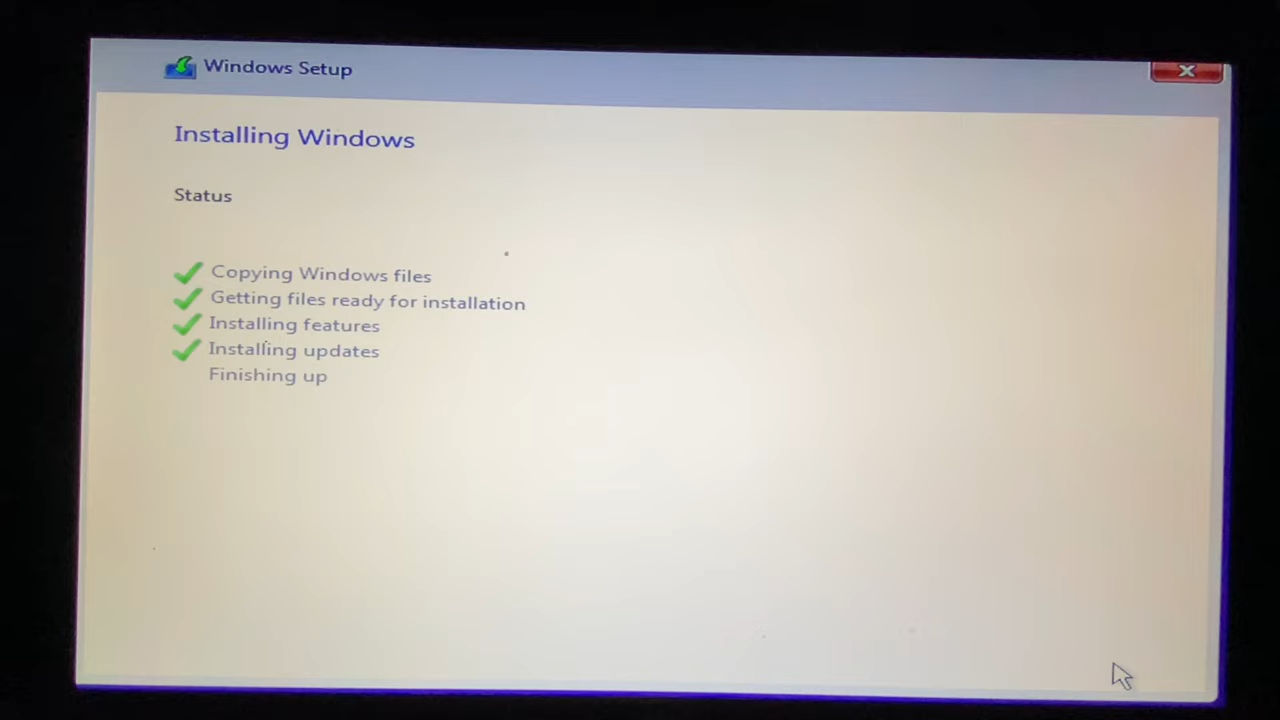 Windows Setup
Installing Windows
Status
Copying Windows files
Getting files ready for installation
Installing features
Installing updates
Finishing up